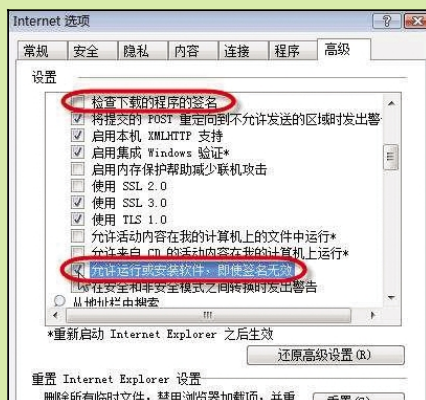 Internet 选项
常规 安全 隐私 内容 连接 程序 高级
设置
检查下载的程序的签名
将提交的 POST 重定向到不允许发送的区域时发出警
启用本机 XMLHTTP 支持
启用集成 Windows 验证*
启用内存保护帮助减少联机攻击
使用 SSL 2.0
使用 SSL 3.0
使用 TLS 1.0
允许活动内容在我的计算机上的文件中运行*
允许来自 CD 的活动内容在我的计算机上运行*
允许运行或安装软件，即使签名无效
在安全和非安全模式之间转换时发出警告
从地址栏中搜索
*重新启动 Internet Explorer 之后生效
还原高级设置(R)
重置 Internet Explorer 设置
删除所有临时文件、禁用浏览器加载项、并重
重置(S)